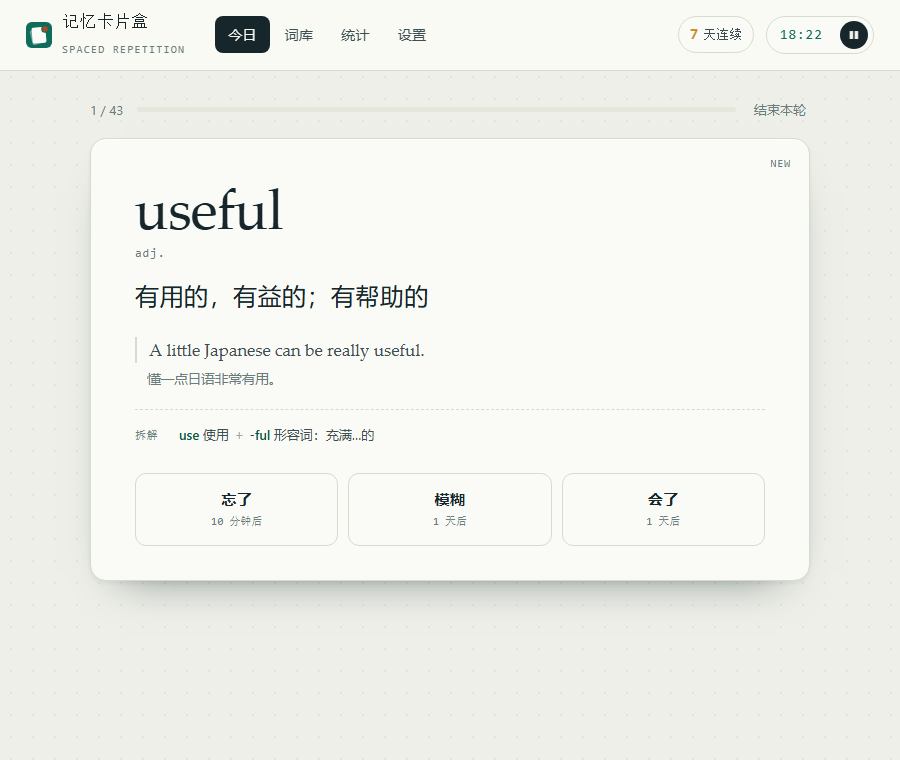 记忆卡片盒
SPACED REPETITION
今日 词库 统计 设置
7 天连续
18:22
1 / 43
结束本轮
NEW
useful
adj.
有用的，有益的；有帮助的
A little Japanese can be really useful.
懂一点日语非常有用。
拆解 use 使用 + -ful 形容词：充满...的
忘了 模糊 会了
10 分钟后 1 天后 1 天后